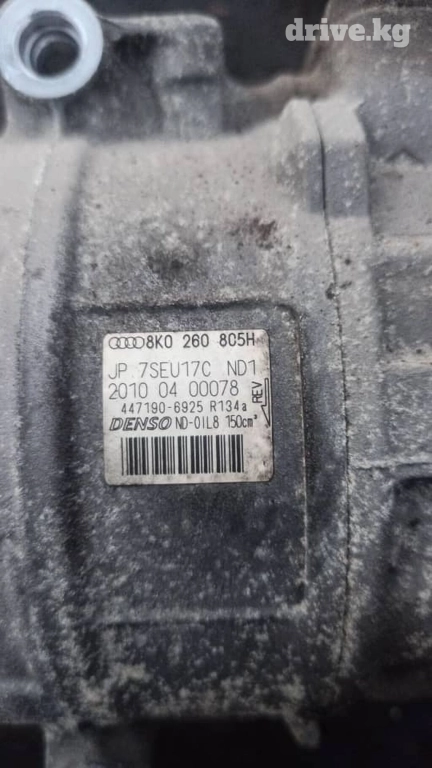 drive.kg
8K0 260 805H
JP 7SEU17C ND1
2010 04 00078
REV
447190-6925 R134a
DENSO ND-OIL8 150cm³